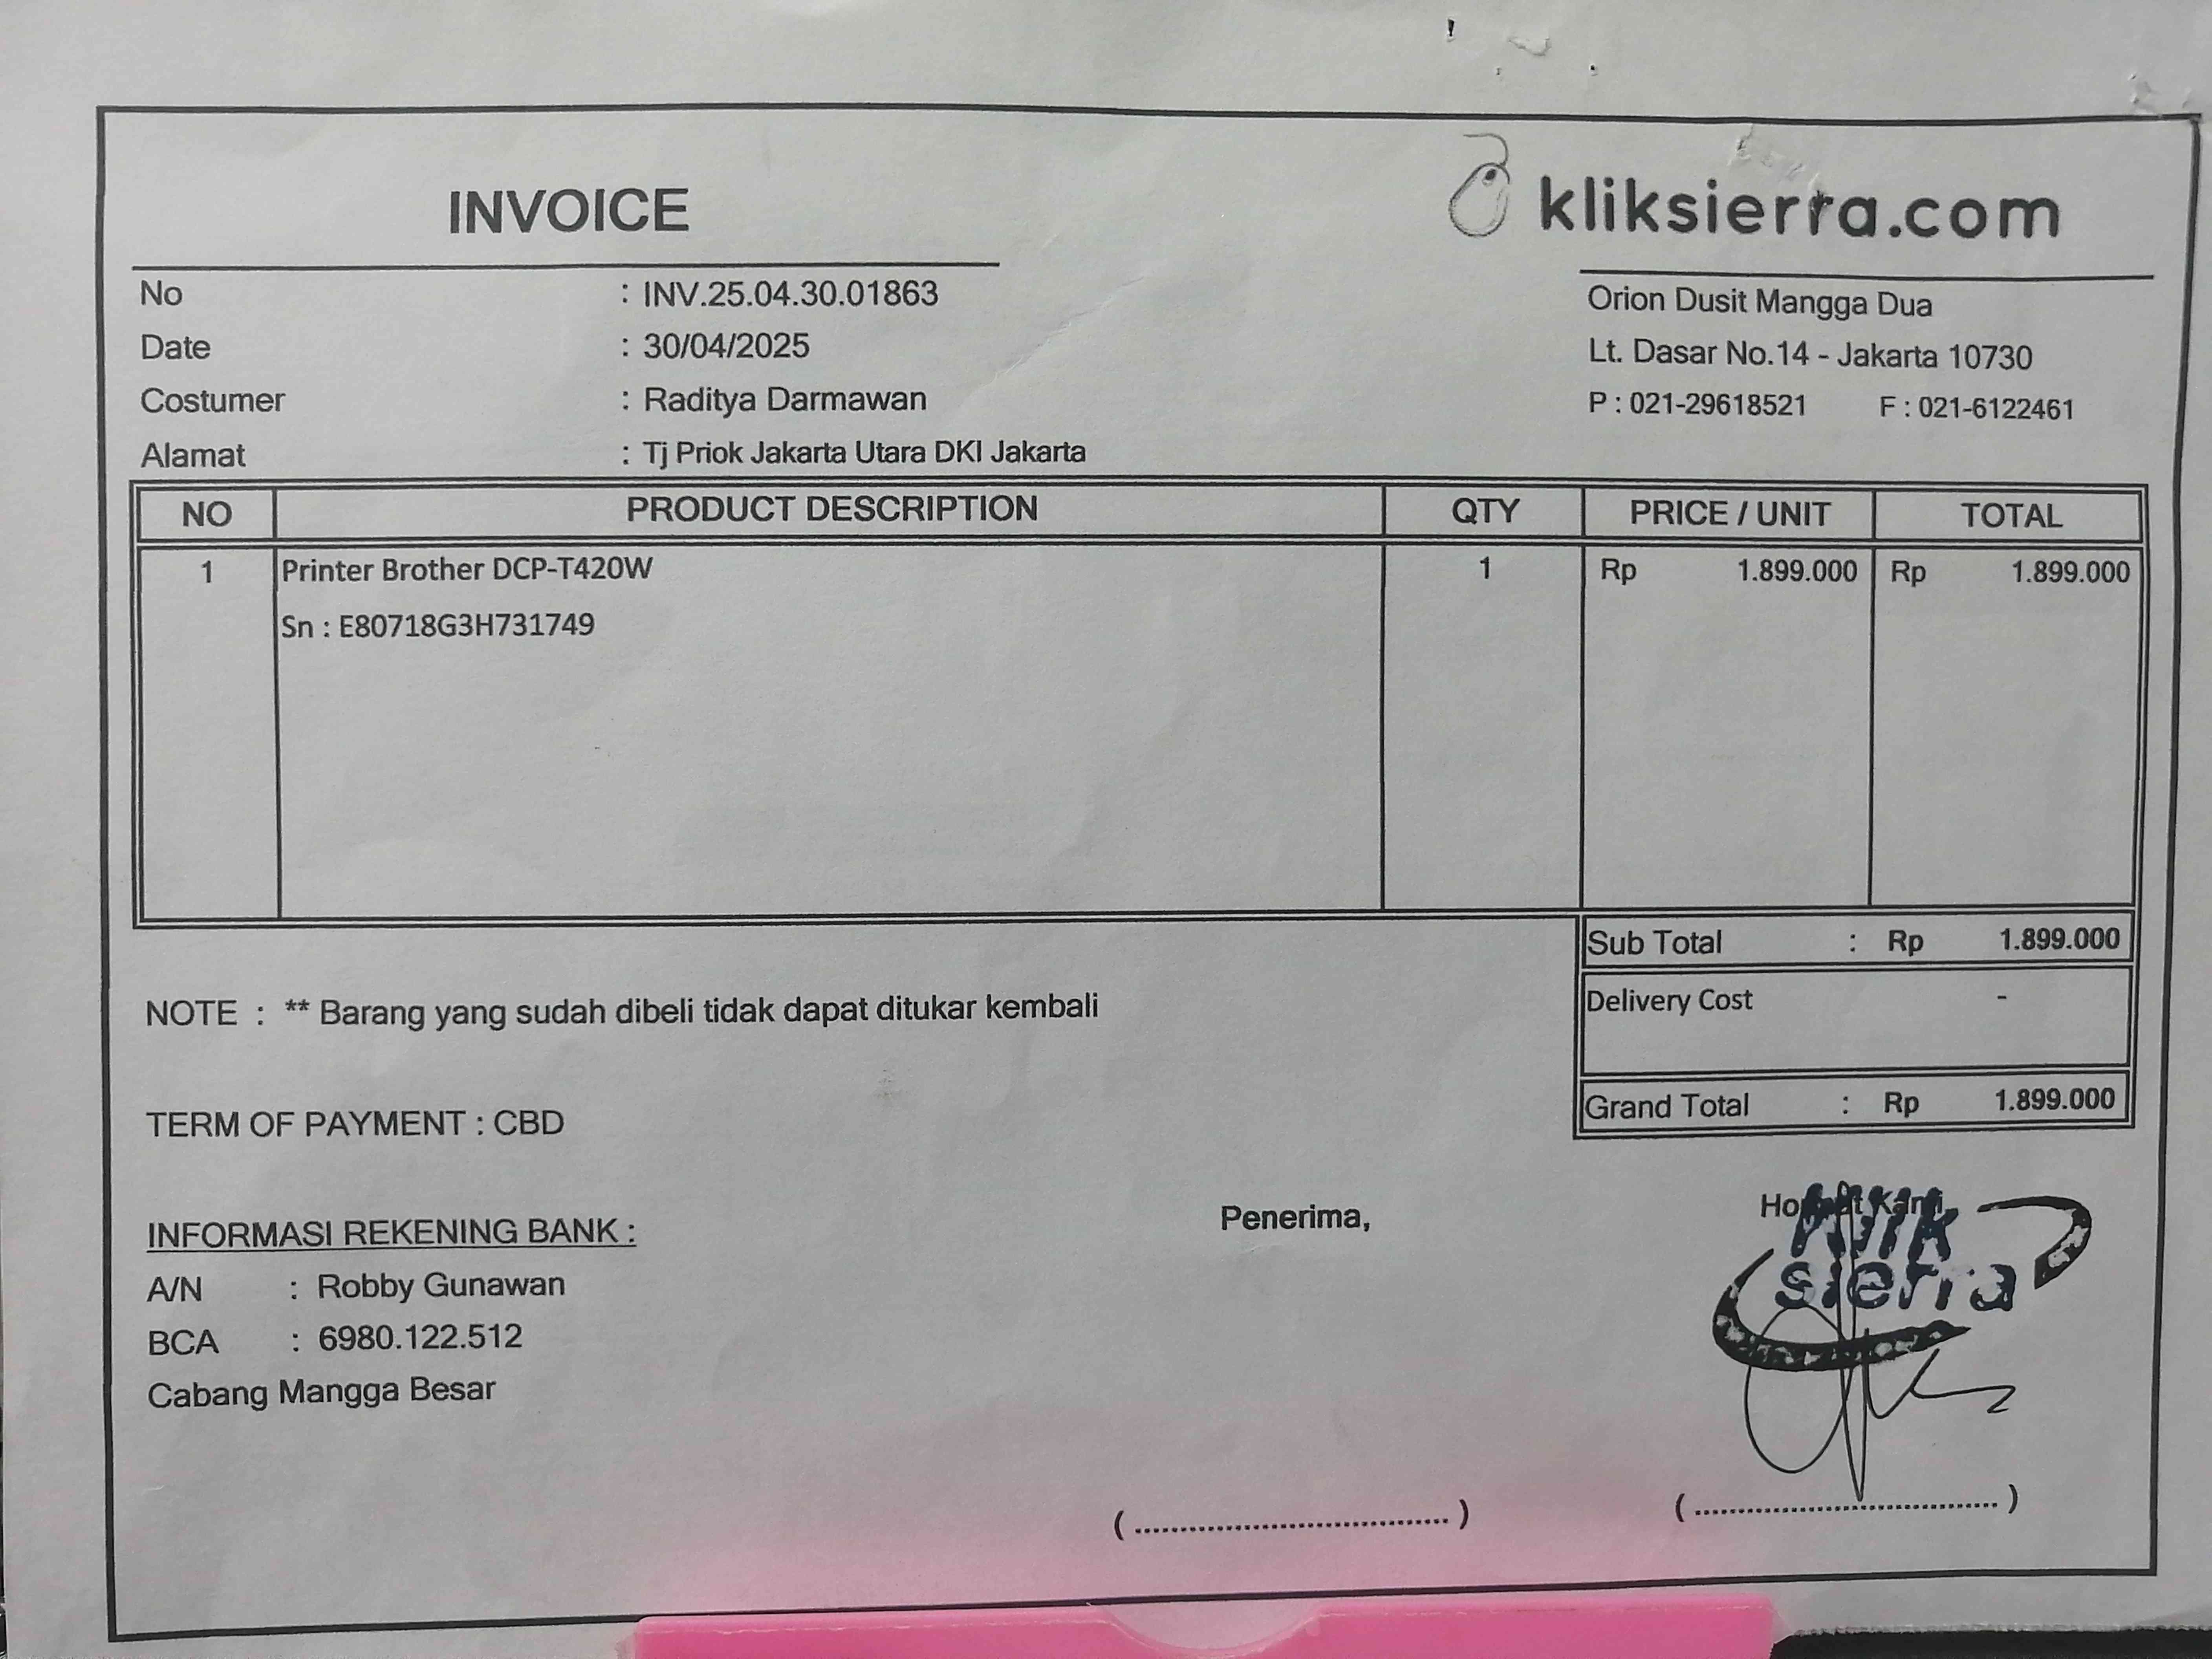 INVOICE
kliksierra.com
No : INV.25.04.30.01863
Date : 30/04/2025
Costumer : Raditya Darmawan
Alamat : Tj Priok Jakarta Utara DKI Jakarta
Orion Dusit Mangga Dua
Lt. Dasar No.14 - Jakarta 10730
P : 021-29618521 F : 021-6122461
NO PRODUCT DESCRIPTION QTY PRICE / UNIT TOTAL
1 Printer Brother DCP-T420W 1 Rp 1.899.000 Rp 1.899.000
Sn : E80718G3H731749
Sub Total : Rp 1.899.000
Delivery Cost -
Grand Total : Rp 1.899.000
NOTE : ** Barang yang sudah dibeli tidak dapat ditukar kembali
TERM OF PAYMENT : CBD
INFORMASI REKENING BANK :
A/N : Robby Gunawan
BCA : 6980.122.512
Cabang Mangga Besar
Penerima,
Hormat Kami,
klik
sierra
( ........................................ )
( ........................................ )